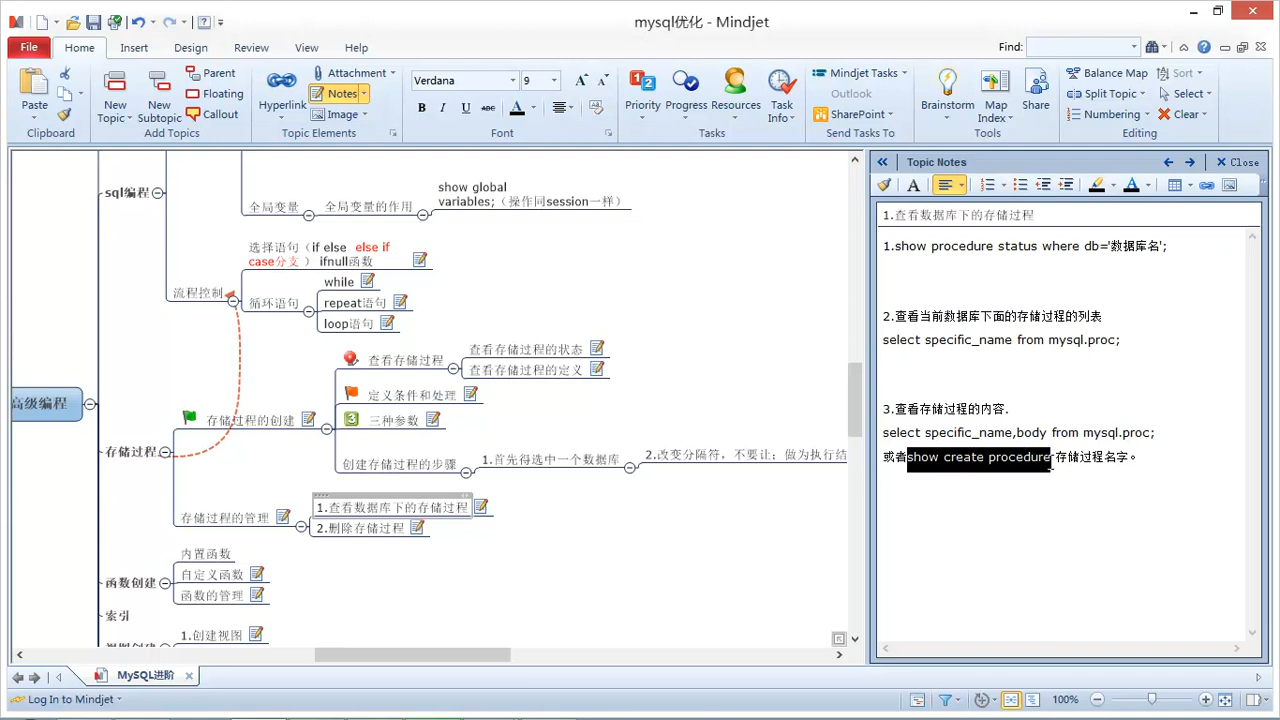 mysql优化 - Mindjet
File
Home
Insert
Design
Review
View
Help
Find:
Paste
New Topic
New Subtopic
Parent
Floating
Callout
Hyperlink
Attachment
Notes
Image
Verdana
9
B I U abc A
Priority
Progress
Resources
Task Info
Mindjet Tasks
Outlook
SharePoint
Brainstorm
Map Index
Share
Balance Map
Split Topic
Numbering
Sort
Select
Clear
Clipboard
Add Topics
Topic Elements
Font
Tasks
Send Tasks To
Tools
Editing
sql编程
全局变量
全局变量的作用
show global
variables;（操作同session一样）
选择语句（if else else if
case分支 ） ifnull函数
流程控制
循环语句
while
repeat语句
loop语句
高级编程
存储过程
存储过程的创建
查看存储过程
查看存储过程的状态
查看存储过程的定义
定义条件和处理
3
三种参数
创建存储过程的步骤
1.首先得选中一个数据库
2.改变分隔符，不要让；做为执行结
存储过程的管理
1.查看数据库下的存储过程
2.删除存储过程
函数创建
内置函数
自定义函数
函数的管理
索引
视图创建
1.创建视图
Topic Notes
Close
1.查看数据库下的存储过程
1.show procedure status where db='数据库名';
2.查看当前数据库下面的存储过程的列表
select specific_name from mysql.proc;
3.查看存储过程的内容.
select specific_name,body from mysql.proc;
或者show create procedure 存储过程名字。
MySQL进阶
Log In to Mindjet
100%